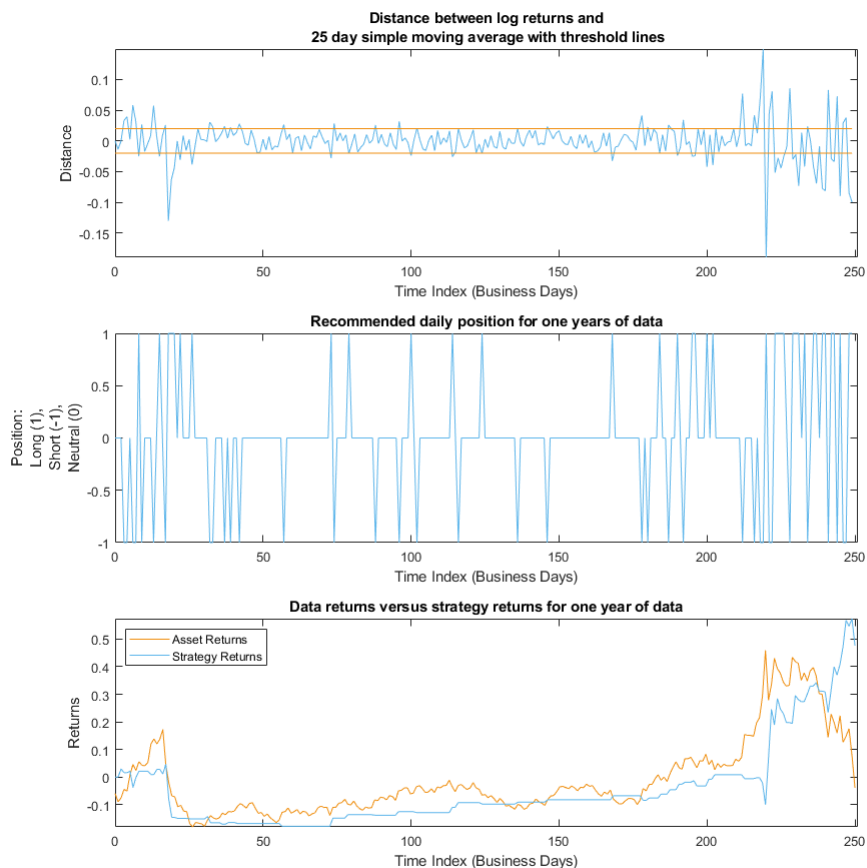 Distance between log returns and
25 day simple moving average with threshold lines
0.1
0.05
0
-0.05
-0.1
-0.15
Distance
0 50 100 150 200 250
Time Index (Business Days)
Recommended daily position for one years of data
1
0.5
0
-0.5
-1
Position:
Long (1),
Short (-1),
Neutral (0)
0 50 100 150 200 250
Time Index (Business Days)
Data returns versus strategy returns for one year of data
Asset Returns
Strategy Returns
0.5
0.4
0.3
0.2
0.1
0
-0.1
Returns
0 50 100 150 200 250
Time Index (Business Days)